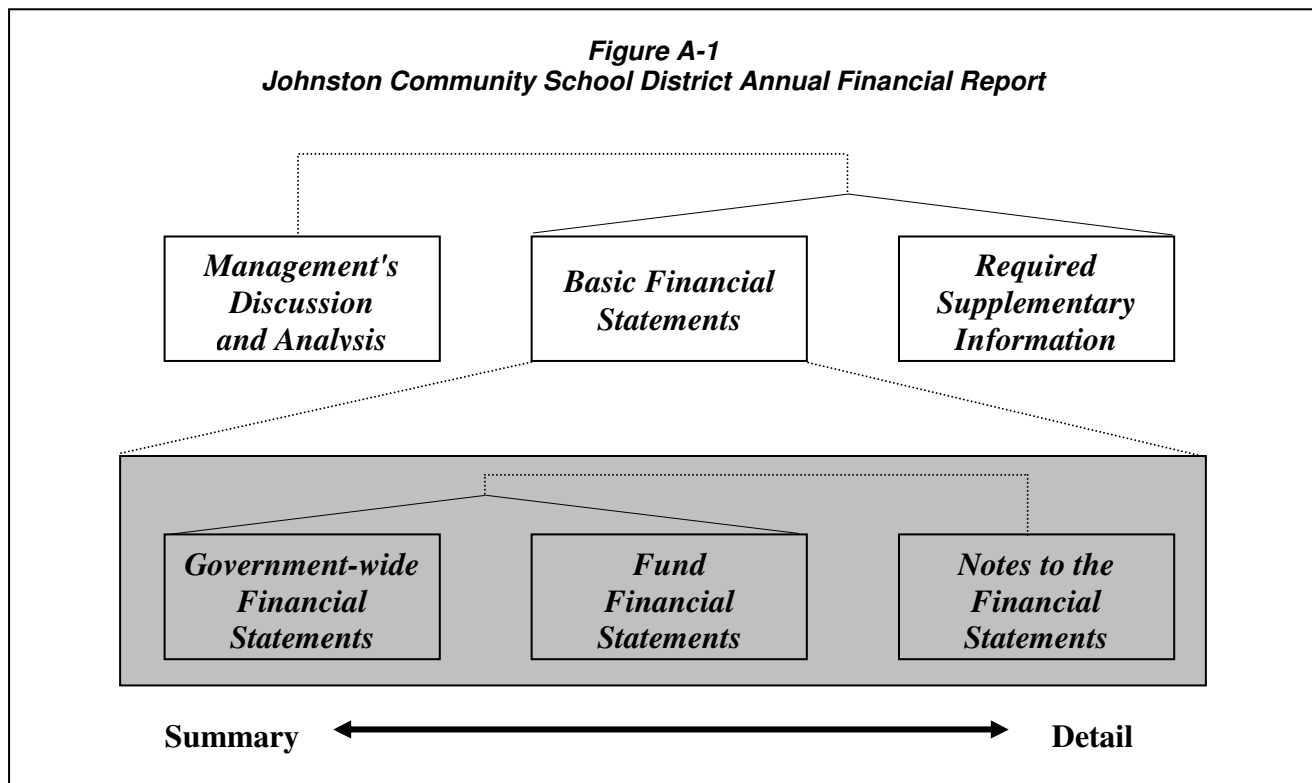 Figure A-1
Johnston Community School District Annual Financial Report
Management's
Discussion
and Analysis
Basic Financial
Statements
Required
Supplementary
Information
Government-wide
Financial
Statements
Fund
Financial
Statements
Notes to the
Financial
Statements
Summary
Detail